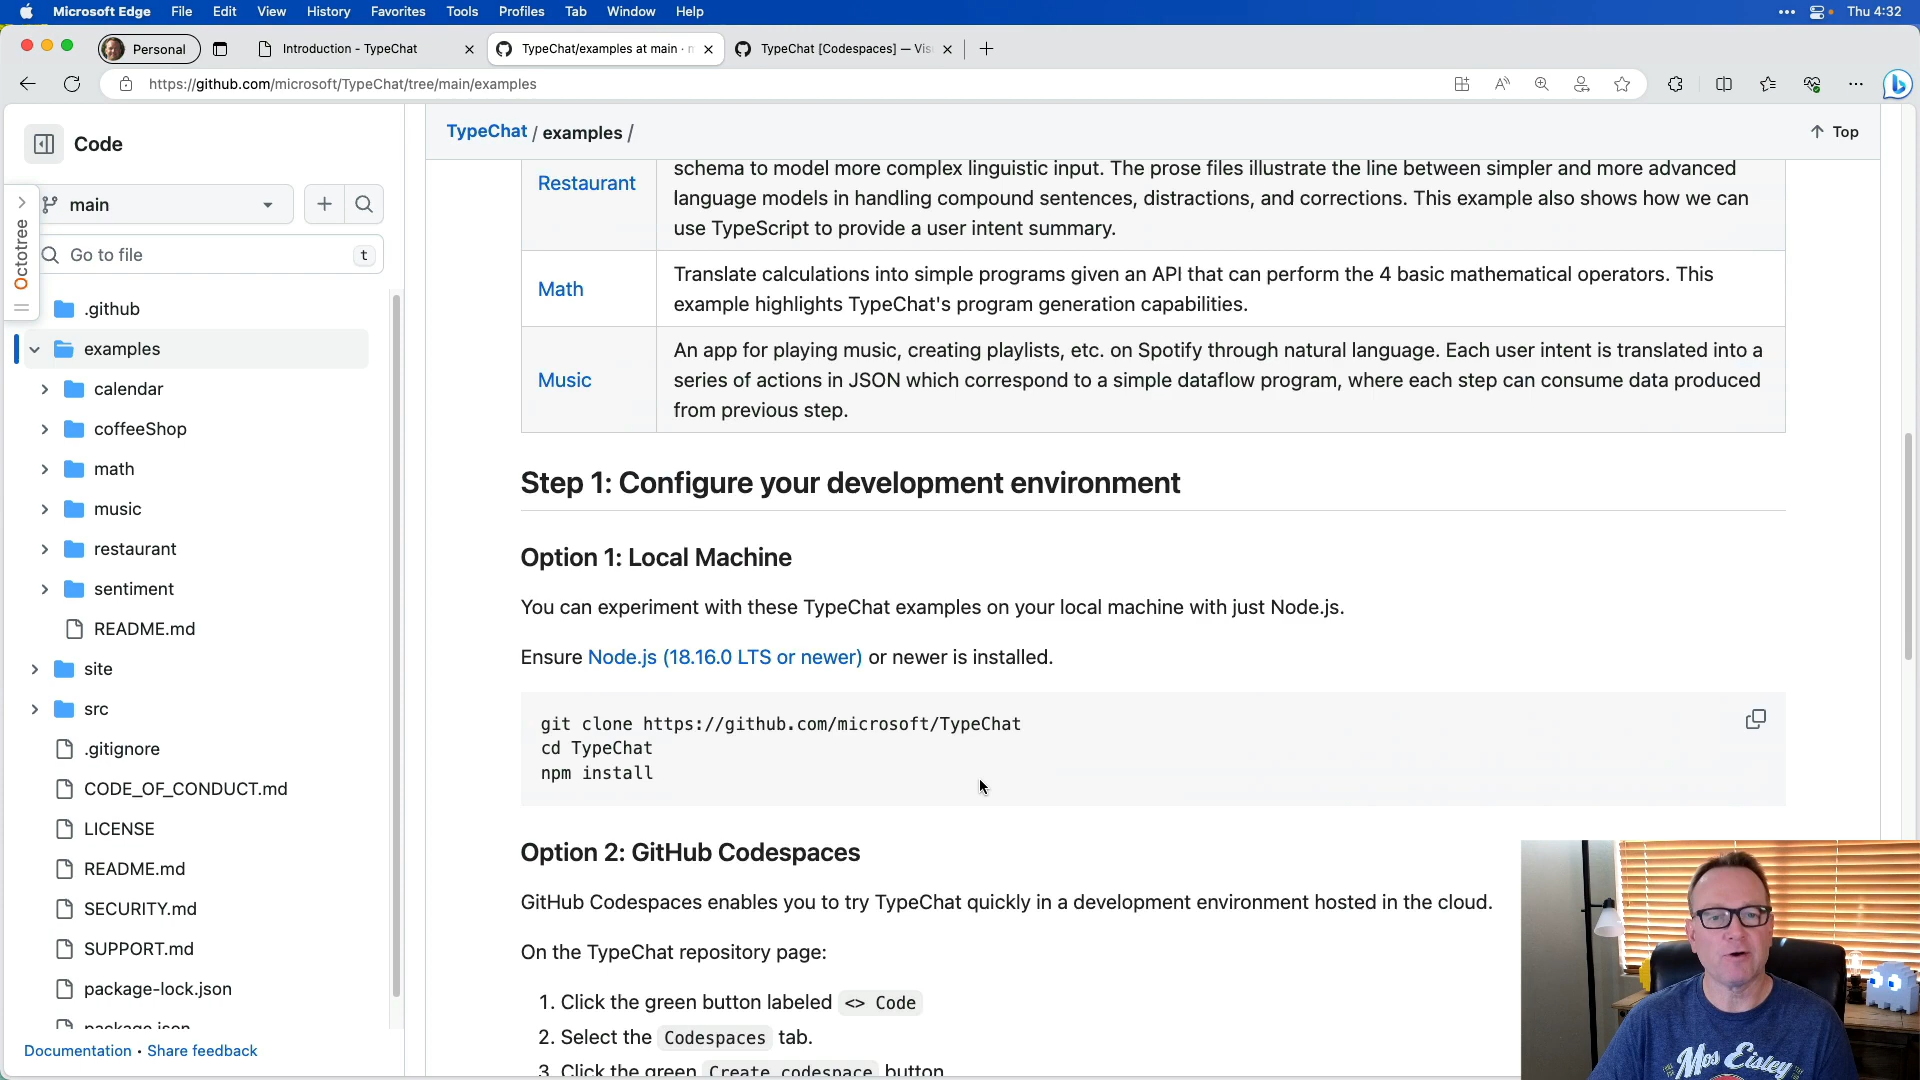 Microsoft Edge File Edit View History Favorites Tools Profiles Tab Window Help
Thu 4:32
Personal
Introduction - TypeChat
TypeChat/examples at main · m
TypeChat [Codespaces] — Vis
https://github.com/microsoft/TypeChat/tree/main/examples
Code
main
Go to file
t
Octotree
.github
examples
calendar
coffeeShop
math
music
restaurant
sentiment
README.md
site
src
.gitignore
CODE_OF_CONDUCT.md
LICENSE
README.md
SECURITY.md
SUPPORT.md
package-lock.json
package.json
Documentation • Share feedback
TypeChat / examples /
Top
Restaurant
schema to model more complex linguistic input. The prose files illustrate the line between simpler and more advanced
language models in handling compound sentences, distractions, and corrections. This example also shows how we can
use TypeScript to provide a user intent summary.
Math
Translate calculations into simple programs given an API that can perform the 4 basic mathematical operators. This
example highlights TypeChat's program generation capabilities.
Music
An app for playing music, creating playlists, etc. on Spotify through natural language. Each user intent is translated into a
series of actions in JSON which correspond to a simple dataflow program, where each step can consume data produced
from previous step.
Step 1: Configure your development environment
Option 1: Local Machine
You can experiment with these TypeChat examples on your local machine with just Node.js.
Ensure Node.js (18.16.0 LTS or newer) or newer is installed.
git clone https://github.com/microsoft/TypeChat
cd TypeChat
npm install
Option 2: GitHub Codespaces
GitHub Codespaces enables you to try TypeChat quickly in a development environment hosted in the cloud.
On the TypeChat repository page:
1. Click the green button labeled <> Code
2. Select the Codespaces tab.
3. Click the green Create codespace button
Mos Eisley